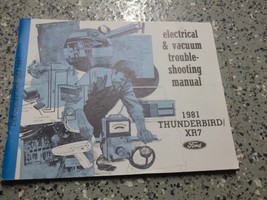 electrical
& vacuum
trouble-
shooting
manual
1981
THUNDERBIRD/
XR7
Ford